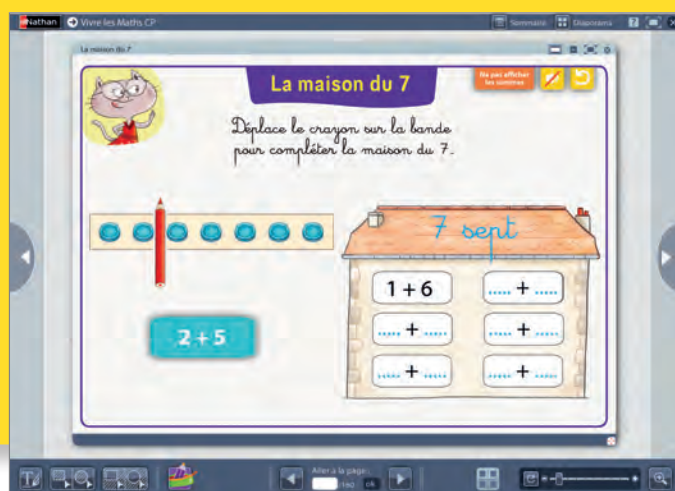 Nathan Vivre les Maths CP Sommaire Diaporama ?
La maison du 7
La maison du 7
Ne pas afficher
les sommes
Déplace le crayon sur la bande
pour compléter la maison du 7.
7 sept
1 + 6 ..... + .....
2 + 5
..... + ..... ..... + .....
..... + ..... ..... + .....
T Aller à la page :
/160 ok